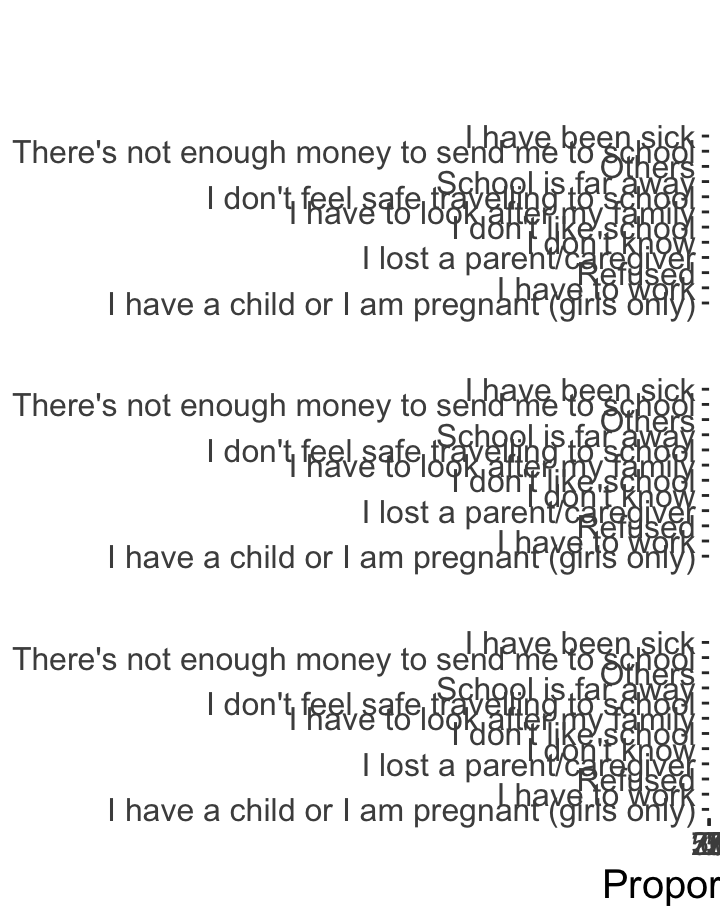 I have been sick
There's not enough money to send me to school
Others
School is far away
I don't feel safe travelling to school
I have to look after my family
I don't like school
I don't know
I lost a parent/caregiver
Refused
I have to work
I have a child or I am pregnant (girls only)
I have been sick
There's not enough money to send me to school
Others
School is far away
I don't feel safe travelling to school
I have to look after my family
I don't like school
I don't know
I lost a parent/caregiver
Refused
I have to work
I have a child or I am pregnant (girls only)
I have been sick
There's not enough money to send me to school
Others
School is far away
I don't feel safe travelling to school
I have to look after my family
I don't like school
I don't know
I lost a parent/caregiver
Refused
I have to work
I have a child or I am pregnant (girls only)
Propor